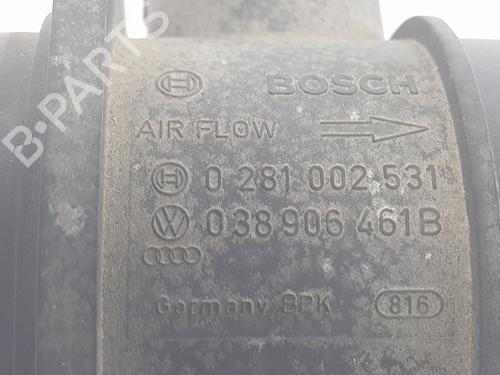 BOSCH
AIR FLOW
0 281 002 531
038 906 461B
Germany BPK 816
B-PARTS